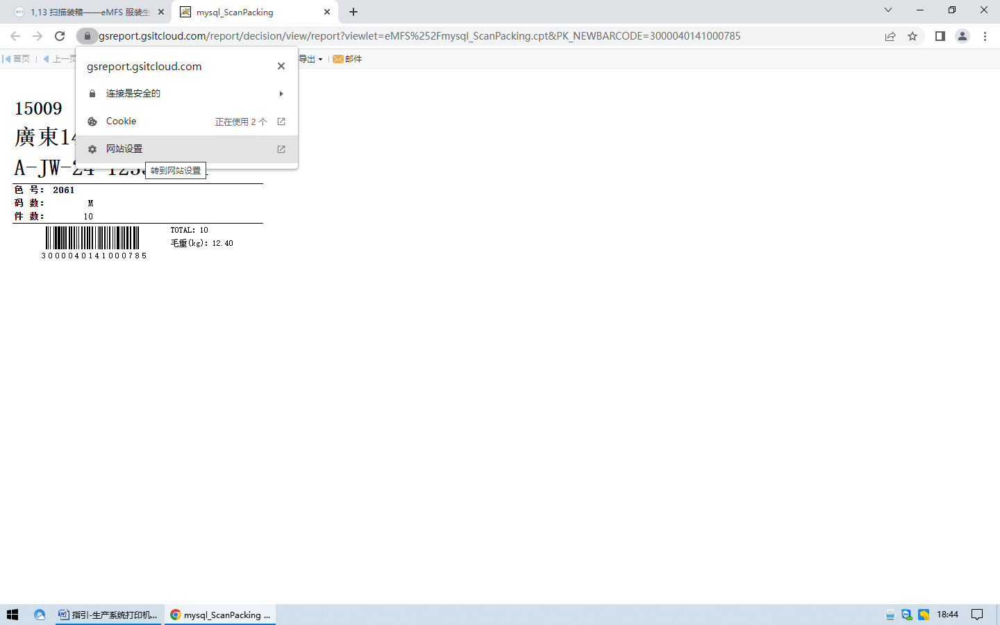 1,13 扫描装箱——eMFS 服装生
mysql_ScanPacking
gsreport.gsitcloud.com/report/decision/view/report?viewlet=eMFS%252Fmysql_ScanPacking.cpt&PK_NEWBARCODE=3000040141000785
首页 上一页 导出 邮件
gsreport.gsitcloud.com
连接是安全的
Cookie 正在使用 2 个
网站设置
转到网站设置
15009
廣東14
A-JW-24
色 号: 2061
码 数: M
件 数: 10
TOTAL: 10
毛重(kg): 12.40
3000040141000785
指引-生产系统打印机...
mysql_ScanPacking ...
18:44